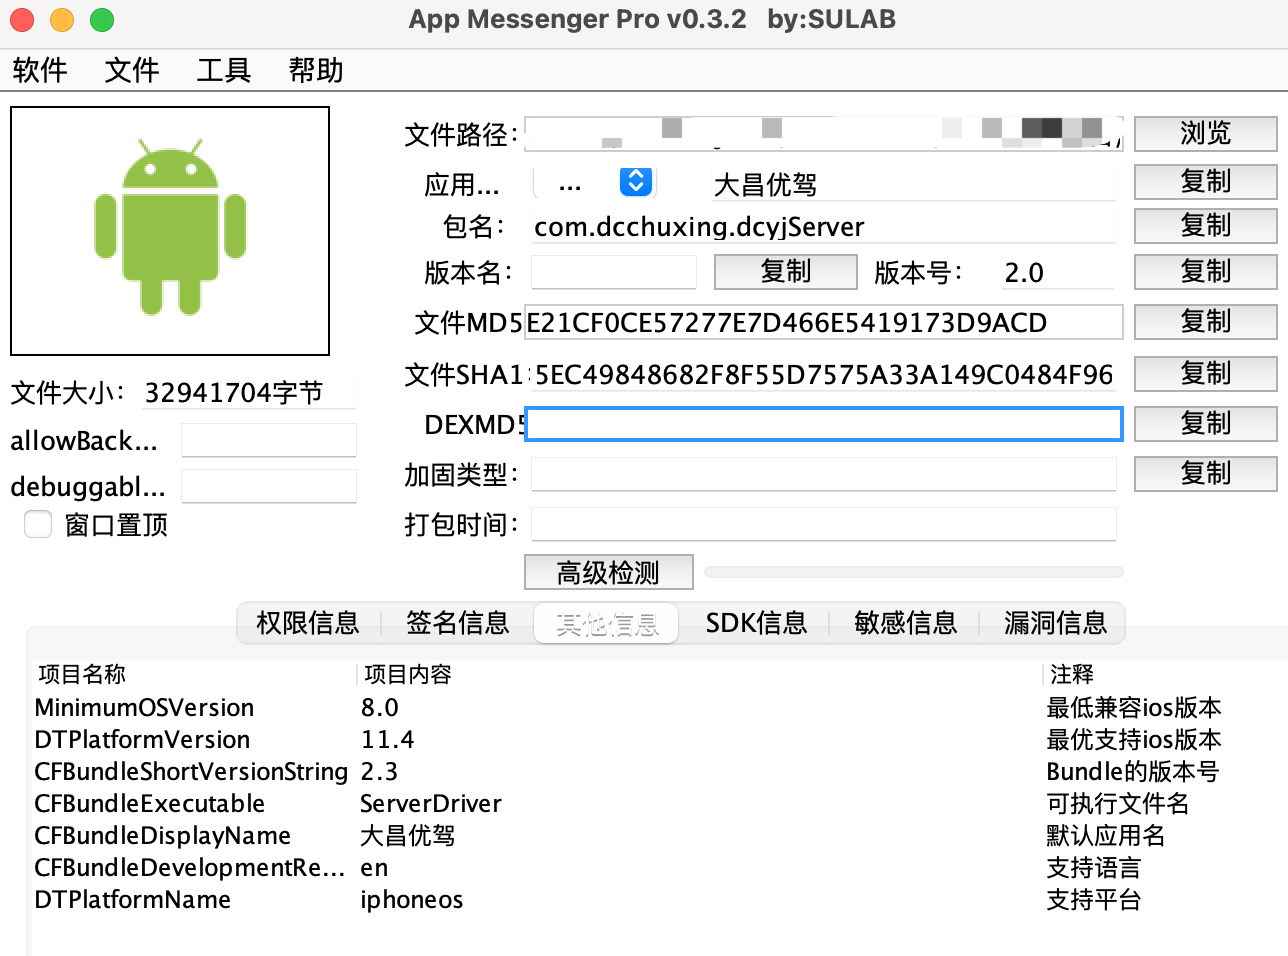 App Messenger Pro v0.3.2 by:SULAB
软件 文件 工具 帮助
文件路径: 浏览
应用... ... 大昌优驾 复制
包名: com.dcchuxing.dcyjServer 复制
版本名: 复制 版本号: 2.0 复制
文件MD5 E21CF0CE57277E7D466E5419173D9ACD 复制
文件大小: 32941704字节
文件SHA1: 5EC49848682F8F55D7575A33A149C0484F96 复制
allowBack...
DEXMD5 复制
debuggabl...
加固类型: 复制
窗口置顶
打包时间:
高级检测
权限信息 签名信息 其他信息 SDK信息 敏感信息 漏洞信息
项目名称 项目内容 注释
MinimumOSVersion 8.0 最低兼容ios版本
DTPlatformVersion 11.4 最优支持ios版本
CFBundleShortVersionString 2.3 Bundle的版本号
CFBundleExecutable ServerDriver 可执行文件名
CFBundleDisplayName 大昌优驾 默认应用名
CFBundleDevelopmentRe... en 支持语言
DTPlatformName iphoneos 支持平台